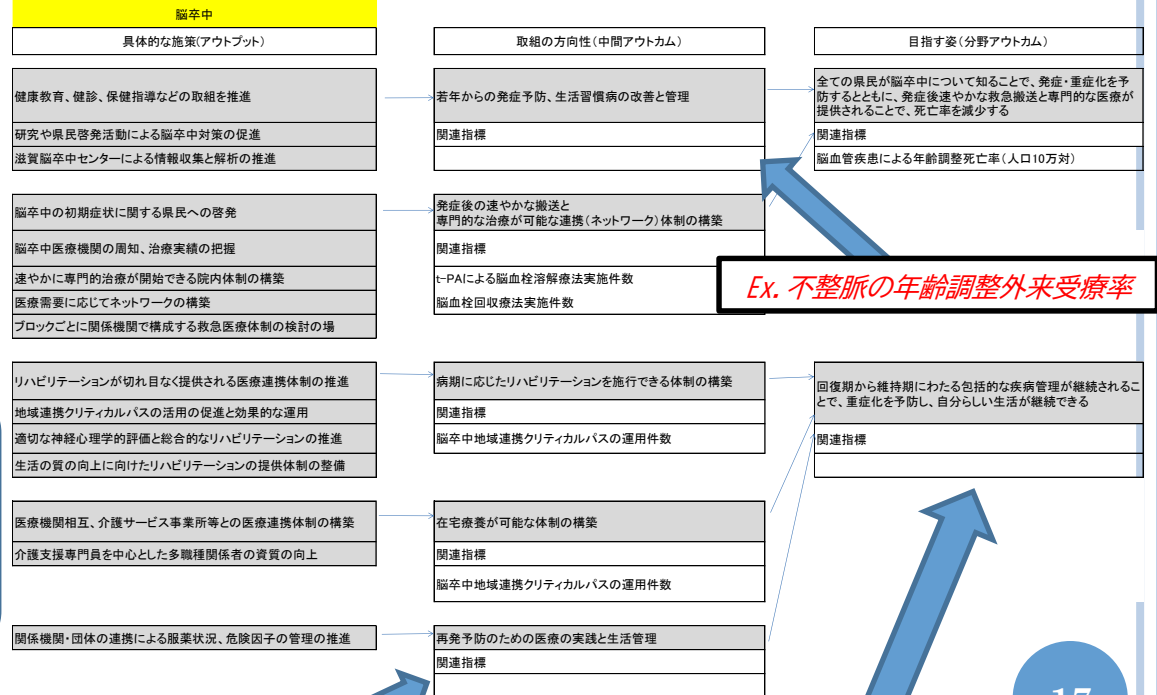 脳卒中
具体的な施策(アウトプット)
取組の方向性(中間アウトカム)
目指す姿(分野アウトカム)
健康教育、健診、保健指導などの取組を推進
研究や県民啓発活動による脳卒中対策の促進
滋賀脳卒中センターによる情報収集と解析の推進
若年からの発症予防、生活習慣病の改善と管理
関連指標
全ての県民が脳卒中について知ることで、発症・重症化を予
防するとともに、発症後速やかな救急搬送と専門的な医療が
提供されることで、死亡率を減少する
関連指標
脳血管疾患による年齢調整死亡率(人口10万対)
脳卒中の初期症状に関する県民への啓発
脳卒中医療機関の周知、治療実績の把握
速やかに専門的治療が開始できる院内体制の構築
医療需要に応じてネットワークの構築
ブロックごとに関係機関で構成する救急医療体制の検討の場
発症後の速やかな搬送と
専門的な治療が可能な連携(ネットワーク)体制の構築
関連指標
t-PAによる脳血栓溶解療法実施件数
脳血栓回収療法実施件数
Ex. 不整脈の年齢調整外来受療率
リハビリテーションが切れ目なく提供される医療連携体制の推進
地域連携クリティカルパスの活用の促進と効果的な運用
適切な神経心理学的評価と総合的なリハビリテーションの推進
生活の質の向上に向けたリハビリテーションの提供体制の整備
病期に応じたリハビリテーションを施行できる体制の構築
関連指標
脳卒中地域連携クリティカルパスの運用件数
回復期から維持期にわたる包括的な疾病管理が継続されるこ
とで、重症化を予防し、自分らしい生活が継続できる
関連指標
医療機関相互、介護サービス事業所等との医療連携体制の構築
介護支援専門員を中心とした多職種関係者の資質の向上
在宅療養が可能な体制の構築
関連指標
脳卒中地域連携クリティカルパスの運用件数
関係機関・団体の連携による服薬状況、危険因子の管理の推進
再発予防のための医療の実践と生活管理
関連指標